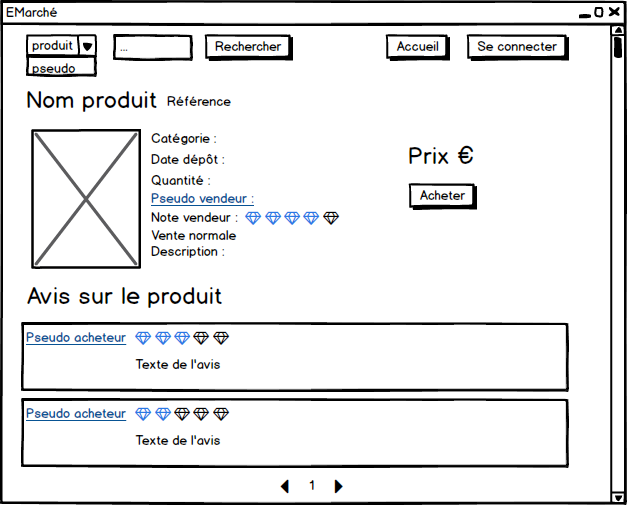 EMarché
produit
pseudo
...
Rechercher
Accueil
Se connecter
Nom produit Référence
Catégorie :
Date dépôt :
Quantité :
Pseudo vendeur :
Note vendeur :
Vente normale
Description :
Prix €
Acheter
Avis sur le produit
Pseudo acheteur
Texte de l'avis
Pseudo acheteur
Texte de l'avis
1